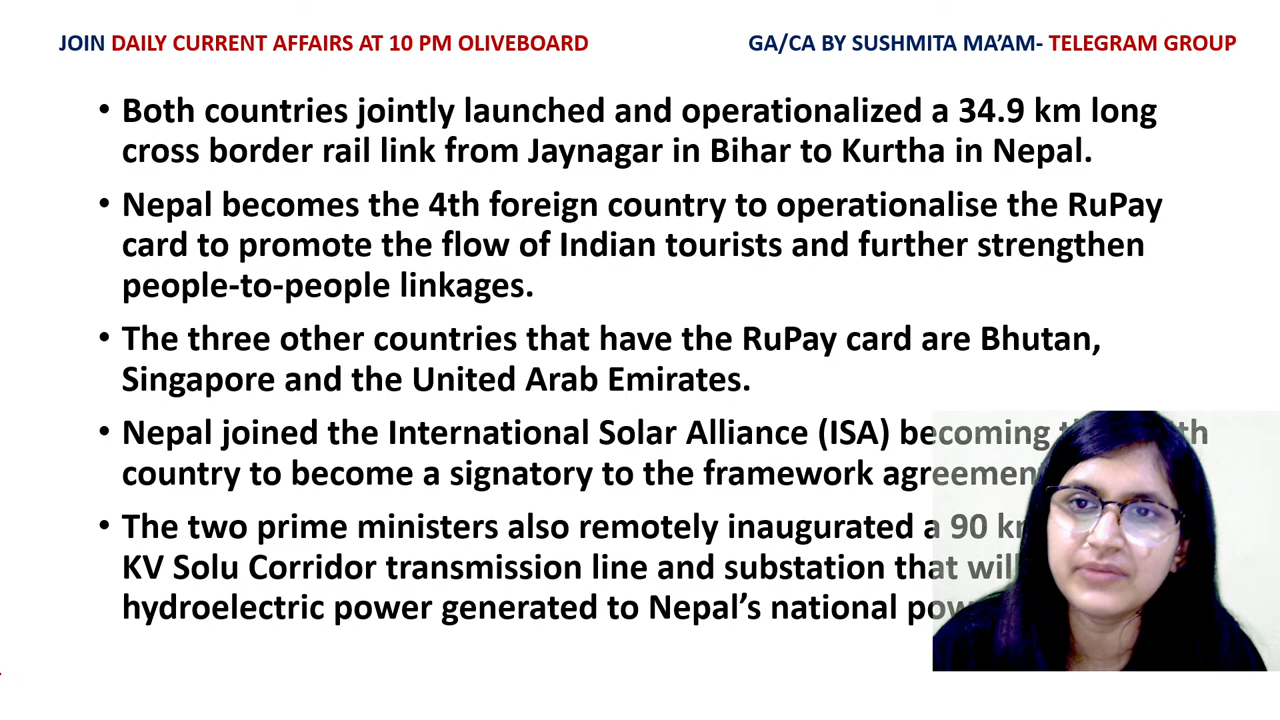 JOIN DAILY CURRENT AFFAIRS AT 10 PM OLIVEBOARD
GA/CA BY SUSHMITA MA'AM- TELEGRAM GROUP
• Both countries jointly launched and operationalized a 34.9 km long
cross border rail link from Jaynagar in Bihar to Kurtha in Nepal.
• Nepal becomes the 4th foreign country to operationalise the RuPay
card to promote the flow of Indian tourists and further strengthen
people-to-people linkages.
• The three other countries that have the RuPay card are Bhutan,
Singapore and the United Arab Emirates.
• Nepal joined the International Solar Alliance (ISA) becoming
country to become a signatory to the framework agreement
• The two prime ministers also remotely inaugurated a 90
KV Solu Corridor transmission line and substation that will
hydroelectric power generated to Nepal’s national